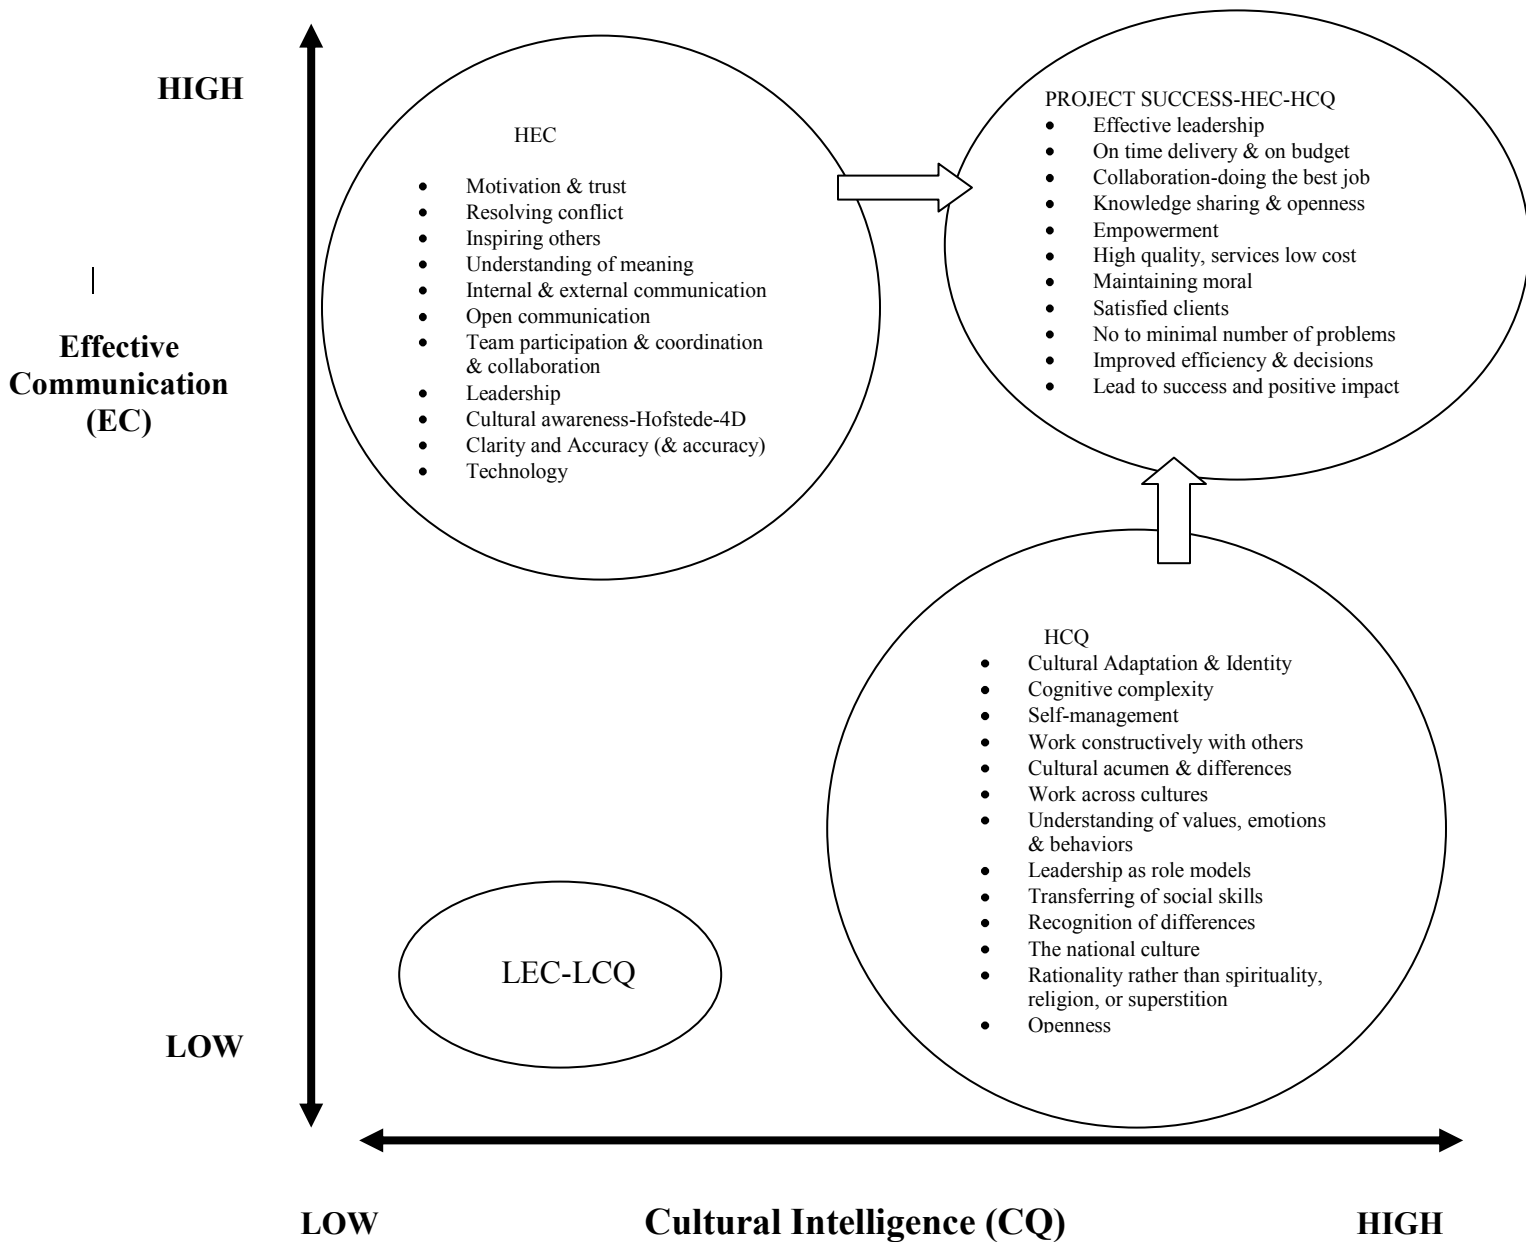 HIGH
Effective
Communication
(EC)
LOW
HEC
• Motivation & trust
• Resolving conflict
• Inspiring others
• Understanding of meaning
• Internal & external communication
• Open communication
• Team participation & coordination
& collaboration
• Leadership
• Cultural awareness-Hofstede-4D
• Clarity and Accuracy (& accuracy)
• Technology
PROJECT SUCCESS-HEC-HCQ
• Effective leadership
• On time delivery & on budget
• Collaboration-doing the best job
• Knowledge sharing & openness
• Empowerment
• High quality, services low cost
• Maintaining moral
• Satisfied clients
• No to minimal number of problems
• Improved efficiency & decisions
• Lead to success and positive impact
LEC-LCQ
HCQ
• Cultural Adaptation & Identity
• Cognitive complexity
• Self-management
• Work constructively with others
• Cultural acumen & differences
• Work across cultures
• Understanding of values, emotions
& behaviors
• Leadership as role models
• Transferring of social skills
• Recognition of differences
• The national culture
• Rationality rather than spirituality,
religion, or superstition
• Openness
LOW
Cultural Intelligence (CQ)
HIGH